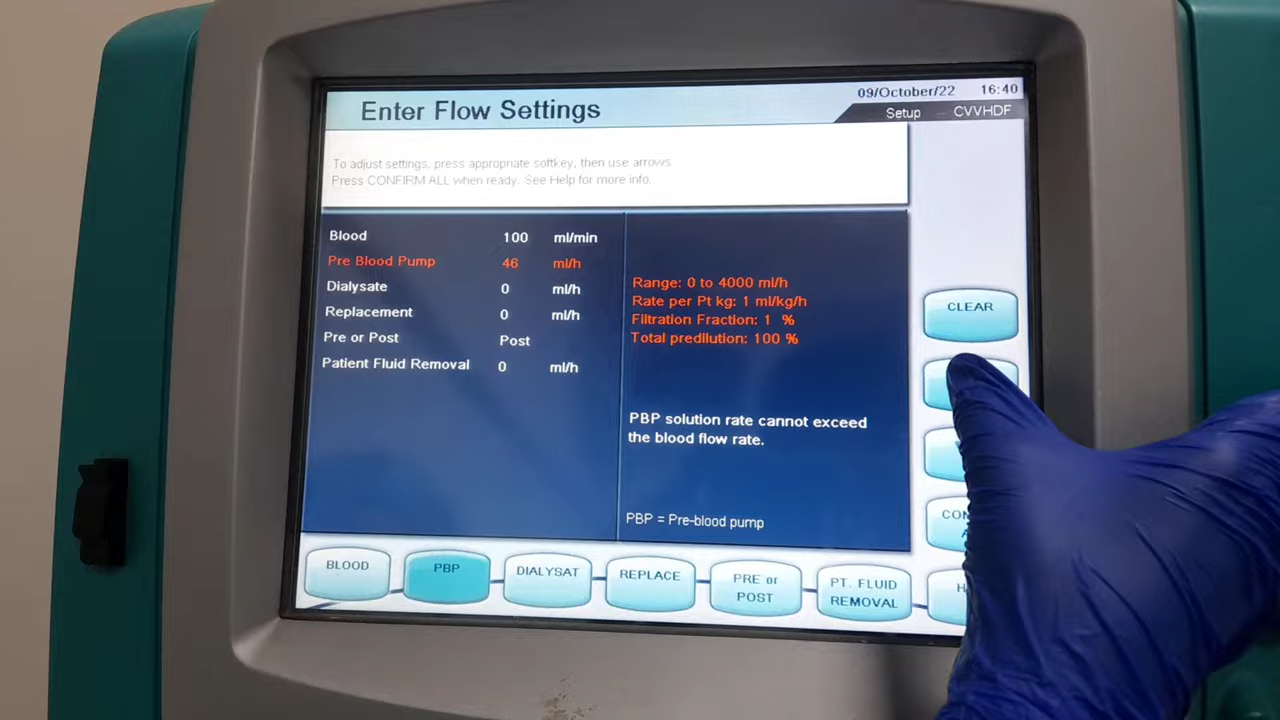 Enter Flow Settings
09/October/22 16:40
Setup CVVHDF
To adjust settings, press appropriate softkey, then use arrows.
Press CONFIRM ALL when ready. See Help for more info.
Blood 100 ml/min
Pre Blood Pump 46 ml/h
Dialysate 0 ml/h
Replacement 0 ml/h
Pre or Post Post
Patient Fluid Removal 0 ml/h
Range: 0 to 4000 ml/h
Rate per Pt kg: 1 ml/kg/h
Filtration Fraction: 1 %
Total predilution: 100 %
PBP solution rate cannot exceed
the blood flow rate.
PBP = Pre-blood pump
CLEAR
BLOOD
PBP
DIALYSAT
REPLACE
PRE or
POST
PT. FLUID
REMOVAL